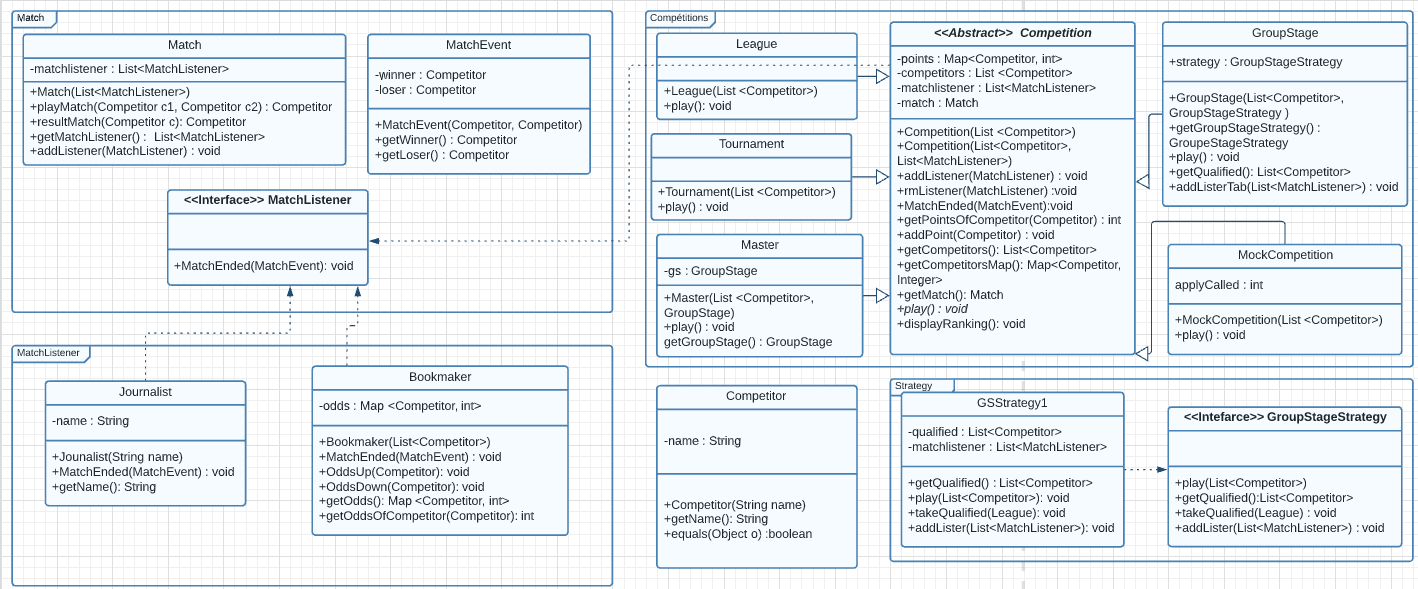 Match
Match
-matchlistener : List<MatchListener>
+Match(List<MatchListener>)
+playMatch(Competitor c1, Competitor c2) : Competitor
+resultMatch(Competitor c): Competitor
+getMatchListener() :  List<MatchListener>
+addListener(MatchListener) : void
MatchEvent
-winner : Competitor
-loser : Competitor
+MatchEvent(Competitor, Competitor)
+getWinner() : Competitor
+getLoser() : Competitor
<<Interface>> MatchListener
+MatchEnded(MatchEvent): void
MatchListener
Journalist
-name : String
+Jounalist(String name)
+MatchEnded(MatchEvent) : void
+getName(): String
Bookmaker
-odds : Map <Competitor, int>
+Bookmaker(List<Competitor>)
+MatchEnded(MatchEvent) : void
+OddsUp(Competitor): void
+OddsDown(Competitor): void
+getOdds(): Map <Competitor, int>
+getOddsOfCompetitor(Competitor): int
Compétitions
League
+League(List <Competitor>)
+play(): void
Tournament
+Tournament(List <Competitor>)
+play() : void
Master
-gs : GroupStage
+Master(List <Competitor>,
GroupStage)
+play() : void
getGroupStage() : GroupStage
<<Abstract>>  Competition
-points : Map<Competitor, int>
-competitors : List <Competitor>
-matchlistener : List<MatchListener>
-match : Match
+Competition(List <Competitor>)
+Competition(List<Competitor>,
List<MatchListener>)
+addListener(MatchListener) : void
+rmListener(MatchListener) :void
+MatchEnded(MatchEvent):void
+getPointsOfCompetitor(Competitor) : int
+addPoint(Competitor) : void
+getCompetitors(): List<Competitor>
+getCompetitorsMap(): Map<Competitor,
Integer>
+getMatch(): Match
+play() : void
+displayRanking(): void
GroupStage
+strategy : GroupStageStrategy
+GroupStage(List<Competitor>,
GroupStageStrategy )
+getGroupStageStrategy() :
GroupeStageStrategy
+play() : void
+getQualified(): List<Competitor>
+addListerTab(List<MatchListener>) : void
MockCompetition
applyCalled : int
+MockCompetition(List <Competitor>)
+play() : void
Competitor
-name : String
+Competitor(String name)
+getName(): String
+equals(Object o) :boolean
Strategy
GSStrategy1
-qualified : List<Competitor>
-matchlistener : List<MatchListener>
+getQualified() : List<Competitor>
+play(List<Competitor>): void
+takeQualified(League): void
+addLister(List<MatchListener>): void
<<Intefarce>> GroupStageStrategy
+play(List<Competitor>)
+getQualified():List<Competitor>
+takeQualified(League) : void
+addLister(List<MatchListener>) : void